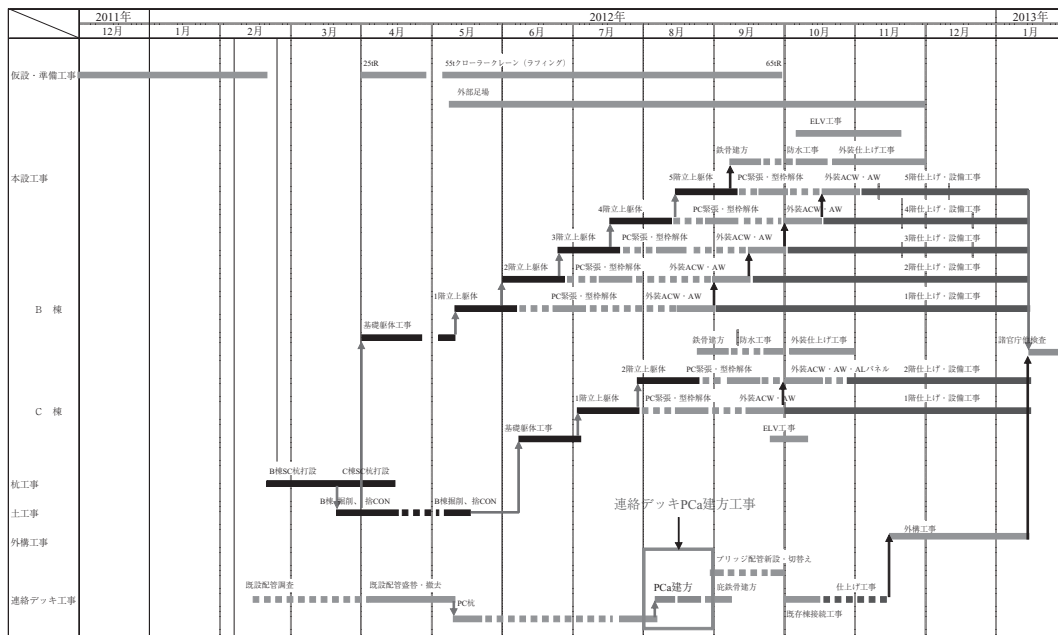 2011年 2012年 2013年
12月 1月 2月 3月 4月 5月 6月 7月 8月 9月 10月 11月 12月 1月
仮設・準備工事 25tR 55tクローラークレーン（ラフィング） 65tR
外部足場
ELV工事
鉄骨建方 防水工事 外装仕上げ工事
本設工事 5階立上躯体 PC緊張・型枠解体 外装ACW・AW 5階仕上げ・設備工事
4階立上躯体 PC緊張・型枠解体 外装ACW・AW 4階仕上げ・設備工事
3階立上躯体 PC緊張・型枠解体 外装ACW・AW 3階仕上げ・設備工事
2階立上躯体 PC緊張・型枠解体 外装ACW・AW 2階仕上げ・設備工事
B 棟 1階立上躯体 PC緊張・型枠解体 外装ACW・AW 1階仕上げ・設備工事
基礎躯体工事 鉄骨建方 防水工事 外装仕上げ工事 諸官庁他検査
2階立上躯体 PC緊張・型枠解体 外装ACW・AW・ALパネル 2階仕上げ・設備工事
C 棟 1階立上躯体 PC緊張・型枠解体 外装ACW・AW 1階仕上げ・設備工事
基礎躯体工事 ELV工事
B棟SC杭打設 C棟SC杭打設
杭工事
土工事 B棟掘削、捨CON B棟掘削、捨CON 連絡デッキPCa建方工事
外構工事 外構工事
ブリッジ配管新設・切替え
既設配管調査 既設配管盛替・撤去 PCa建方 庇鉄骨建方 仕上げ工事
連絡デッキ工事 PC杭 既存棟接続工事